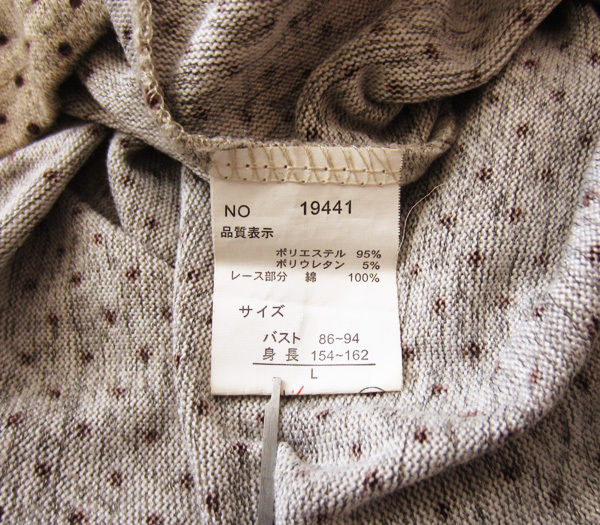 NO 19441
品質表示
ポリエステル 95%
ポリウレタン 5%
レース部分 綿 100%
サイズ
バスト 86~94
身長 154~162
L